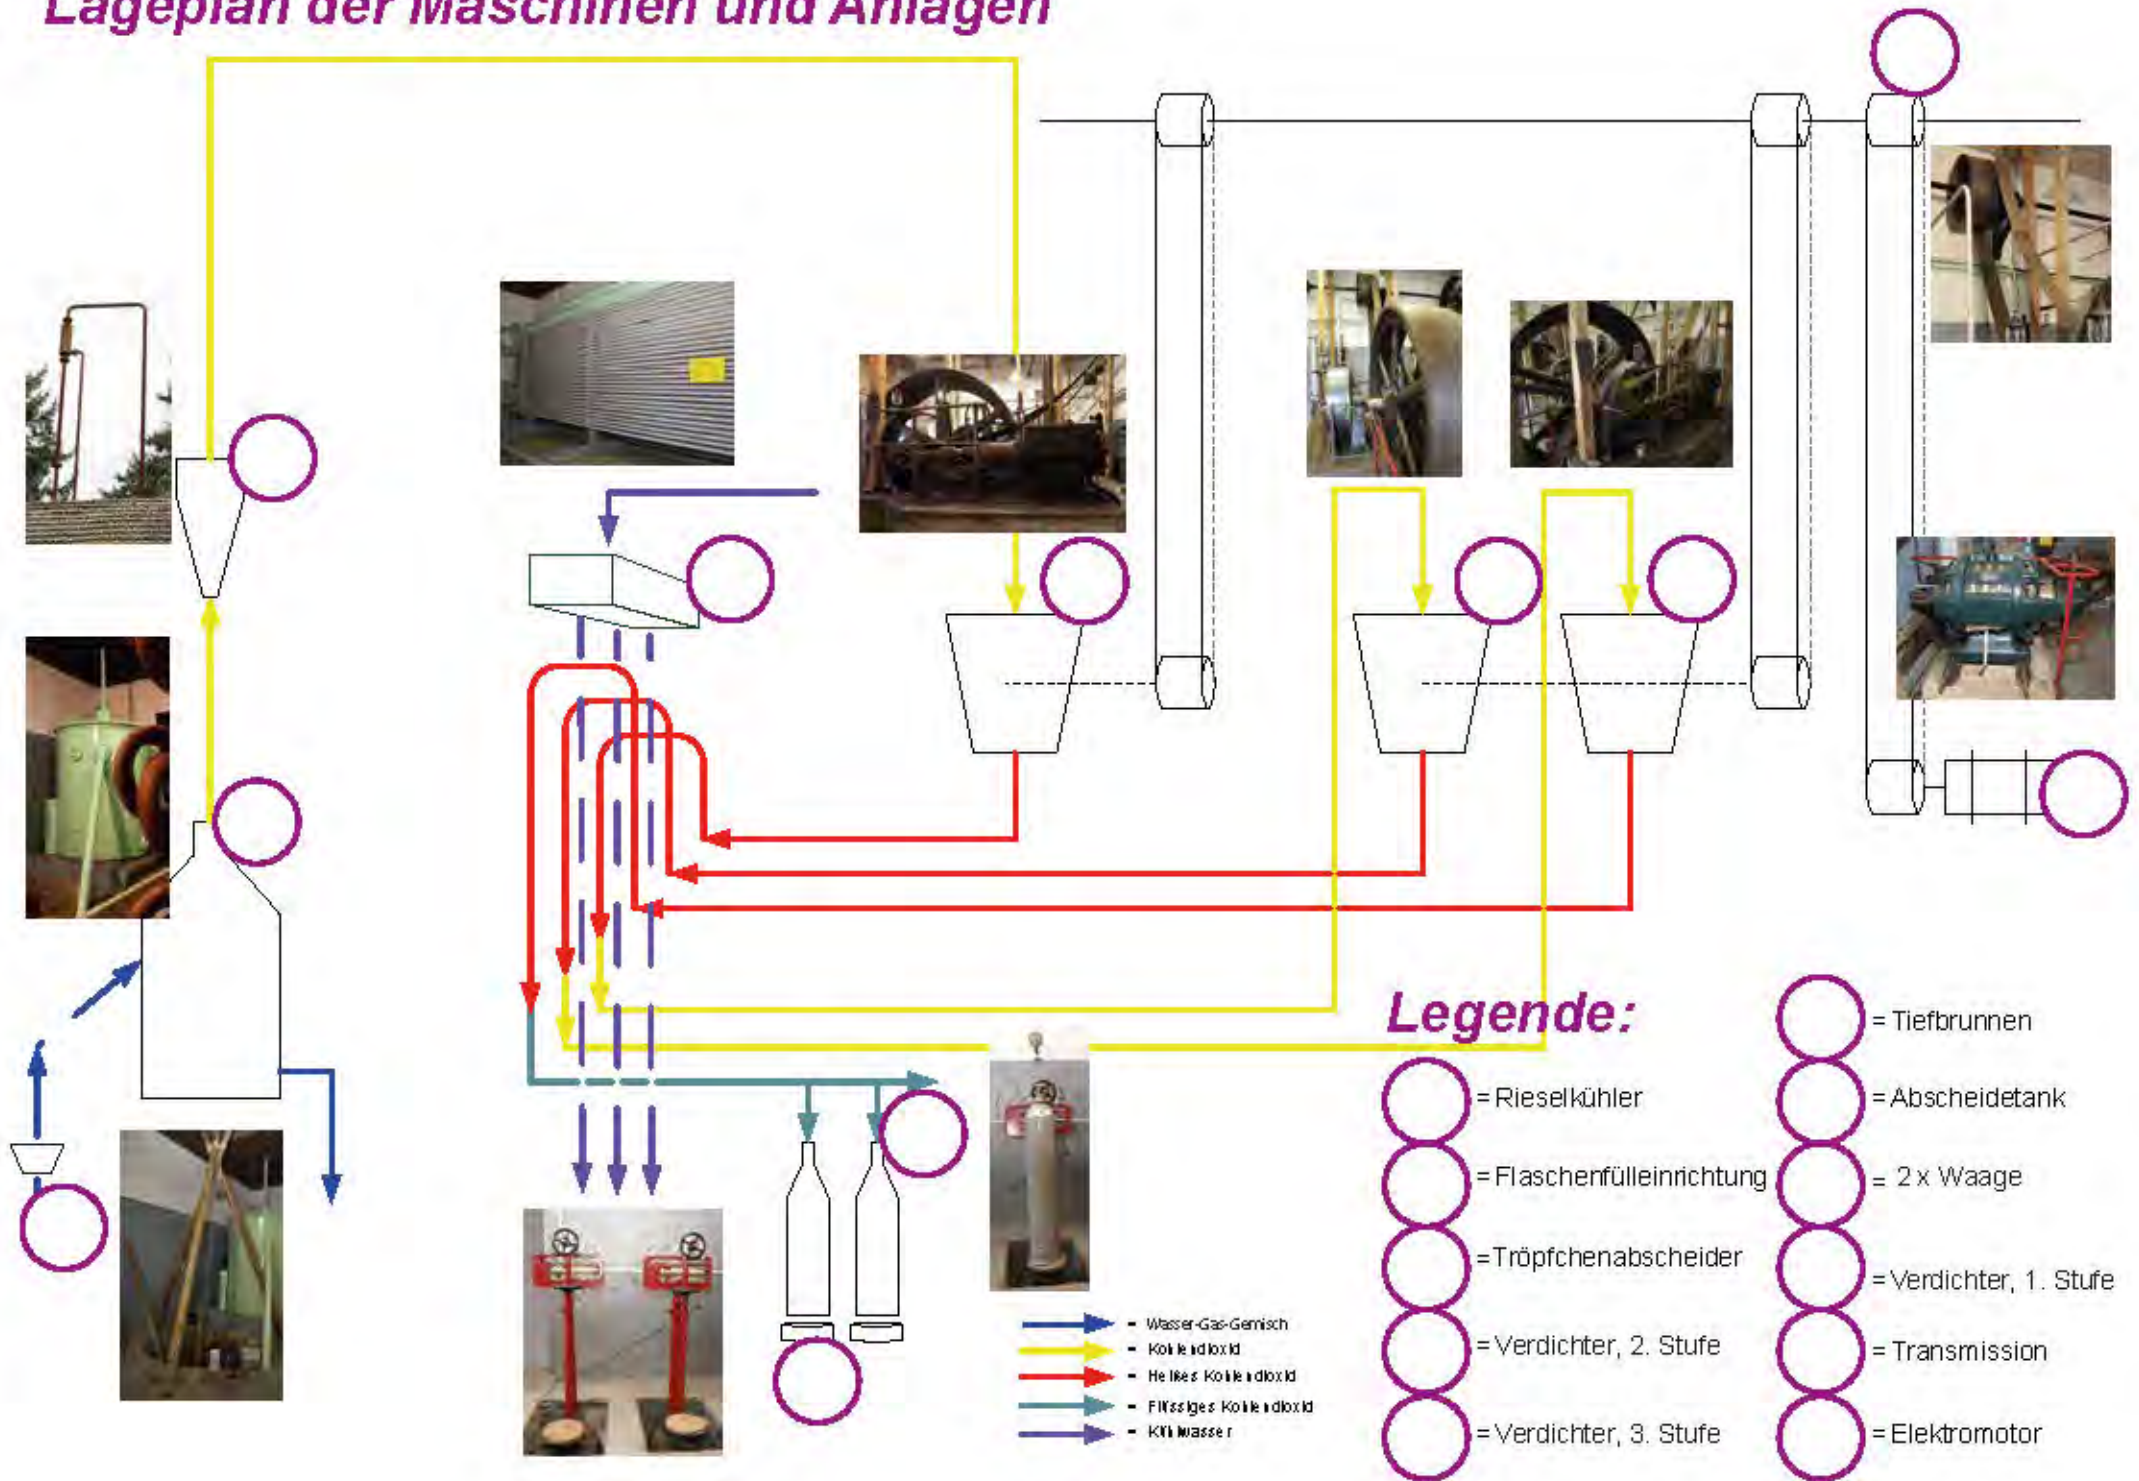 Lageplan der Maschinen und Anlagen
Legende:
= Rieselkühler
= Flaschenfülleinrichtung
=Tröpfchenabscheider
= Verdichter, 2. Stufe
= Verdichter, 3. Stufe
= Tiefbrunnen
= Abscheidetank
= 2 x Waage
= Verdichter, 1. Stufe
= Transmission
= Elektromotor
= Wasser-Gas-Gemisch
= Kohlendioxid
= Heißes Kohlendioxid
= Flüssiges Kohlendioxid
= Kühlwasser